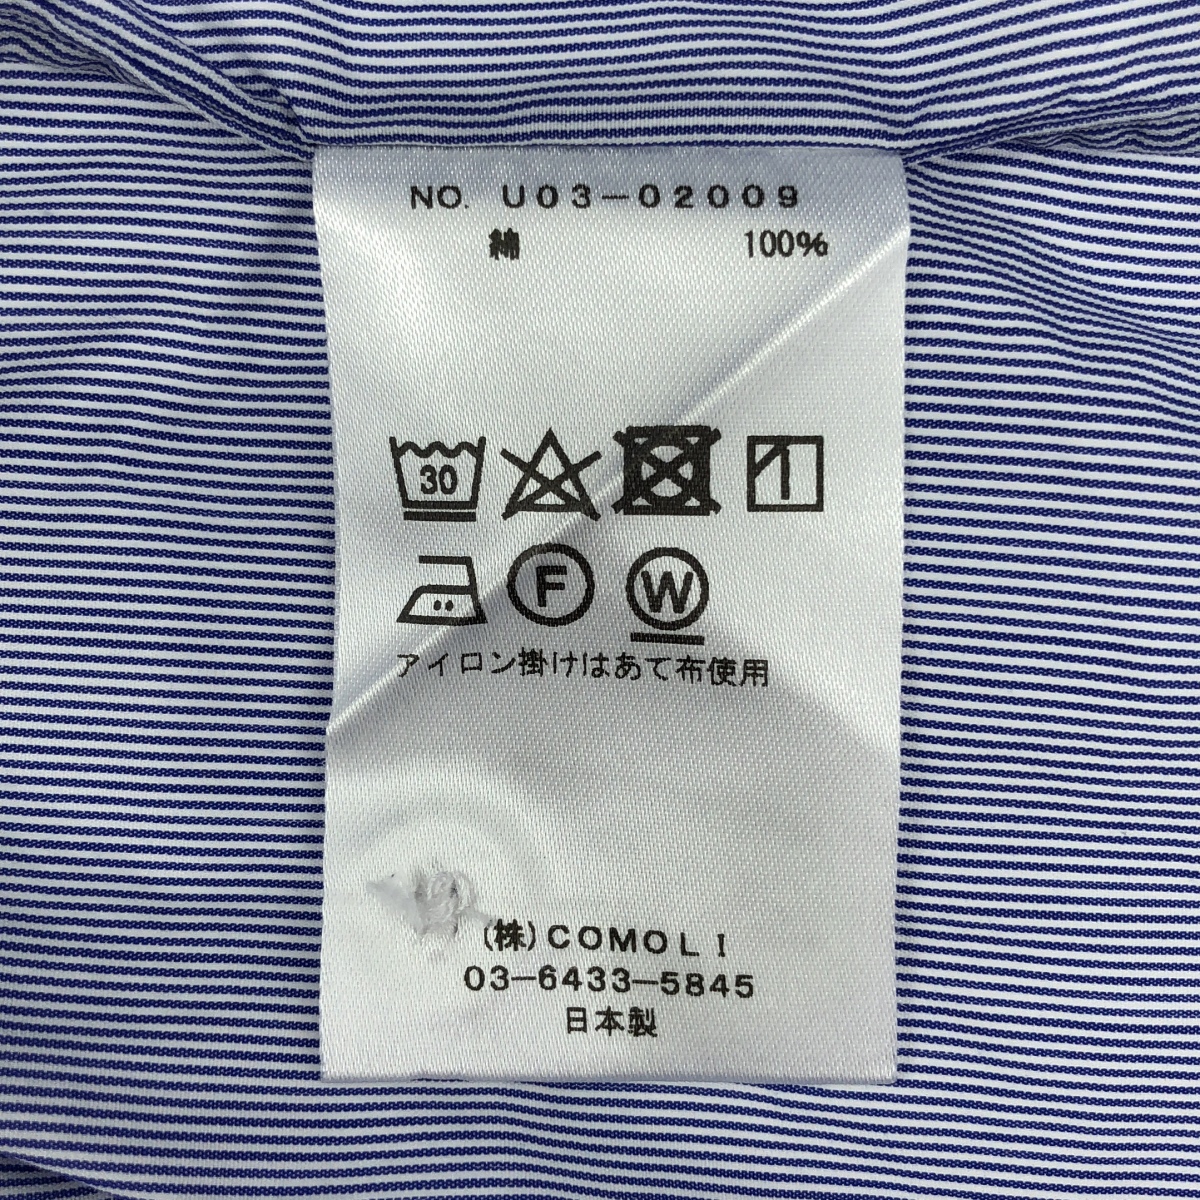 NO. U03-02009
綿 100%
30
F W
アイロン掛けはあて布使用
(株)COMOLI
03-6433-5845
日本製